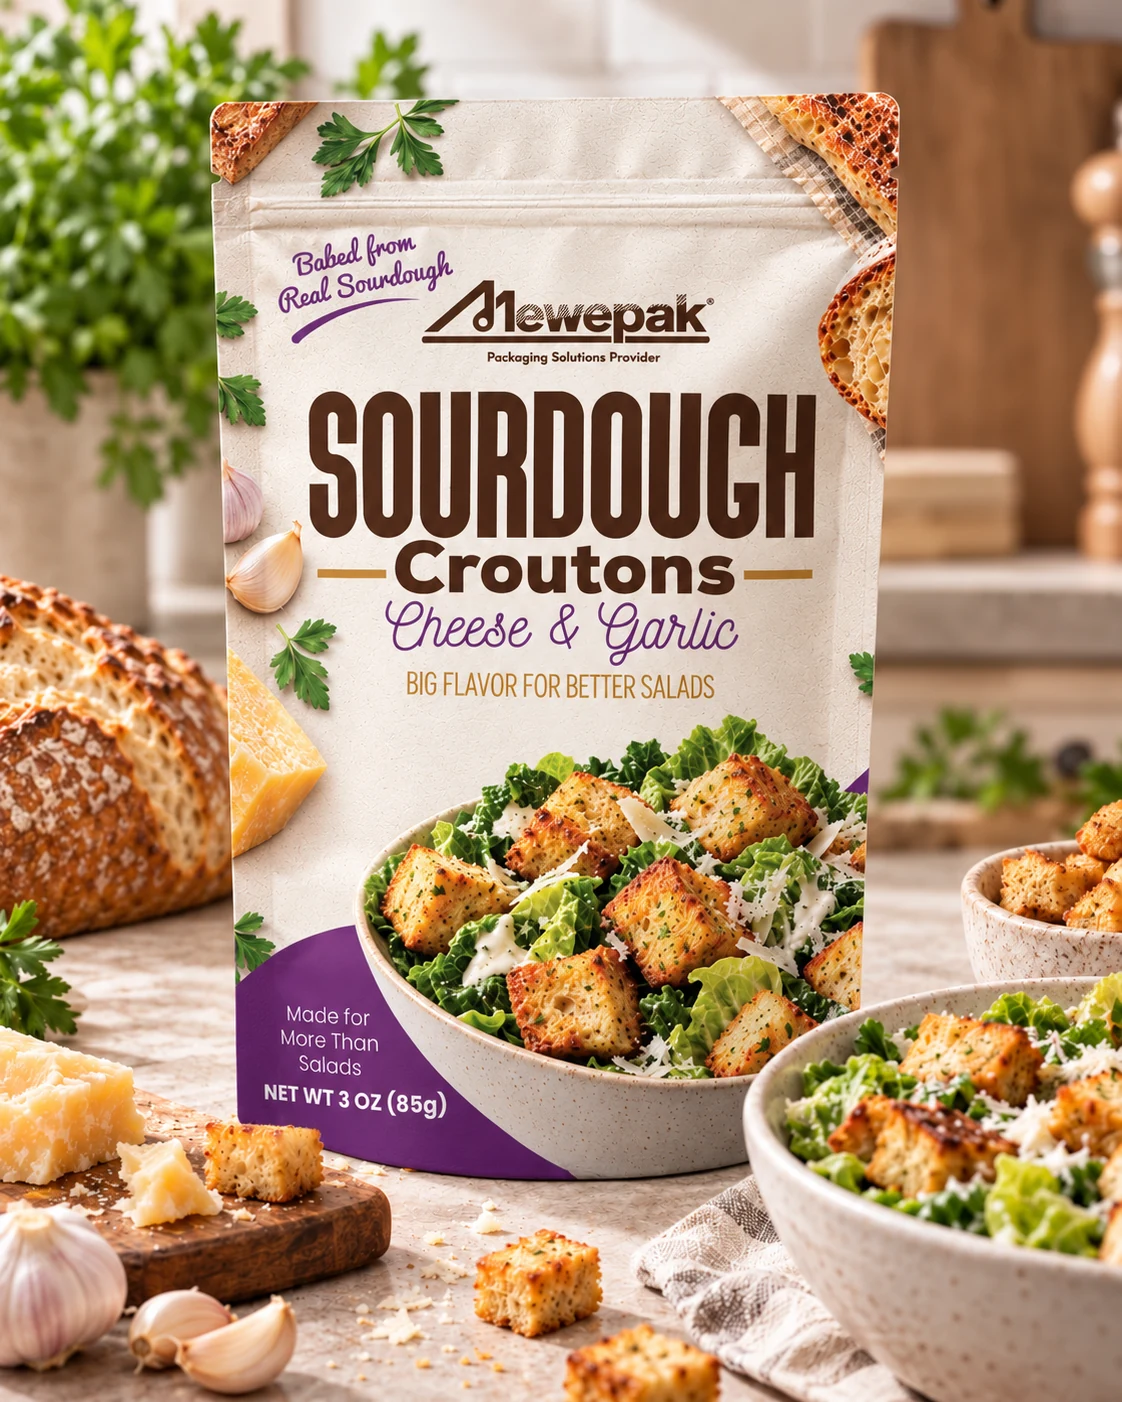 Babed from
Real Sourdough
Mewepak®
Packaging Solutions Provider
SOURDOUGH
Croutons
Cheese & Garlic
BIG FLAVOR FOR BETTER SALADS
Made for
More Than
Salads
NET WT 3 OZ (85g)